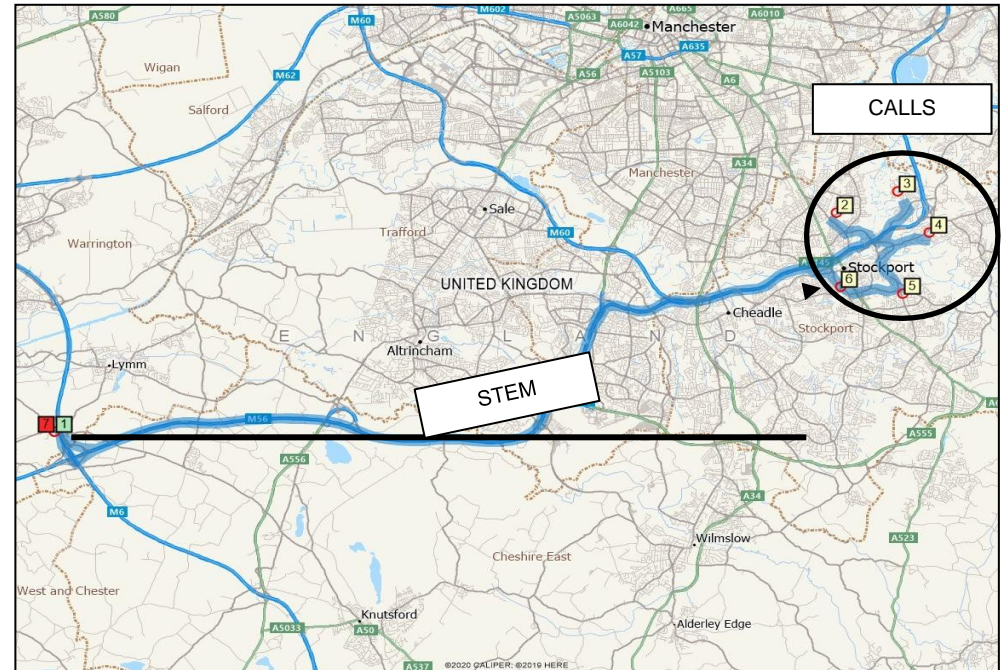 A580
M60
M602
A5063
A665
A6010
A6042
Manchester
A57
A635
Wigan
M62
A56
A5103
A6
Salford
CALLS
A34
Manchester
3
2
Sale
4
Warrington
Trafford
M60
Stockport
UNITED KINGDOM
6
5
Cheadle
Stockport
E N G L A N D
Altrincham
Lymm
STEM
7
1
M56
A556
A555
A34
M6
A523
Wilmslow
Cheshire East
West and Chester
Knutsford
A5033
A50
Alderley Edge
A537
©2020 CALIPER; ©2019 HERE